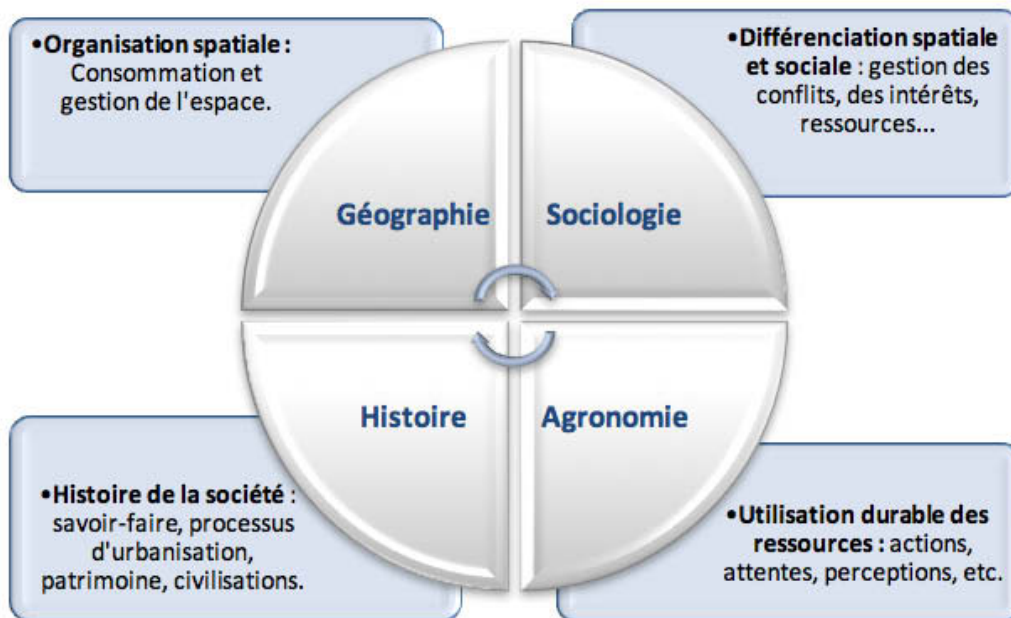 •Organisation spatiale :
Consommation et
gestion de l'espace.
•Différenciation spatiale
et sociale : gestion des
conflits, des intérêts,
ressources...
Géographie
Sociologie
Histoire
Agronomie
•Histoire de la société :
savoir-faire, processus
d'urbanisation,
patrimoine, civilisations.
•Utilisation durable des
ressources : actions,
attentes, perceptions, etc.